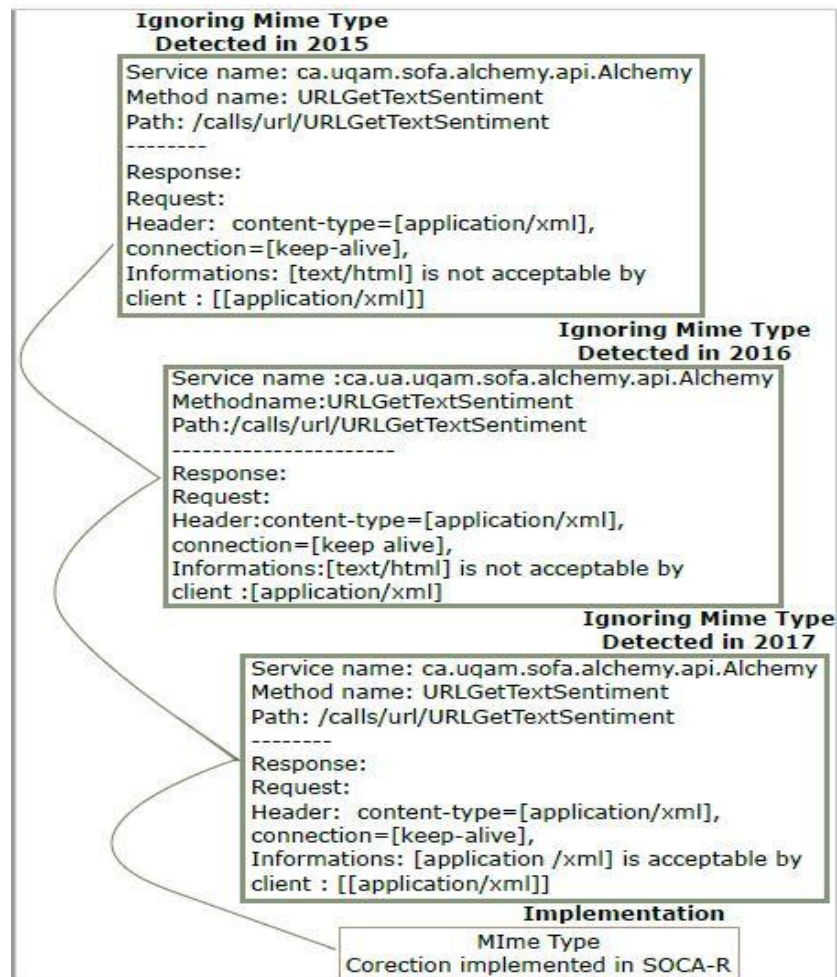 Ignoring Mime Type
Detected in 2015
Service name: ca.uqam.sofa.alchemy.api.Alchemy
Method name: URLGetTextSentiment
Path: /calls/url/URLGetTextSentiment
--------
Response:
Request:
Header:  content-type=[application/xml],
connection=[keep-alive],
Informations: [text/html] is not acceptable by
client : [[application/xml]]
Ignoring Mime Type
Detected in 2016
Service name :ca.ua.uqam.sofa.alchemy.api.Alchemy
Methodname:URLGetTextSentiment
Path:/calls/url/URLGetTextSentiment
----------------------
Response:
Request:
Header:content-type=[application/xml],
connection=[keep alive],
Informations:[text/html] is not acceptable by
client :[application/xml]
Ignoring Mime Type
Detected in 2017
Service name: ca.uqam.sofa.alchemy.api.Alchemy
Method name: URLGetTextSentiment
Path: /calls/url/URLGetTextSentiment
--------
Response:
Request:
Header:  content-type=[application/xml],
connection=[keep-alive],
Informations: [application /xml] is acceptable by
client : [[application/xml]]
Implementation
MIme Type
Corection implemented in SOCA-R